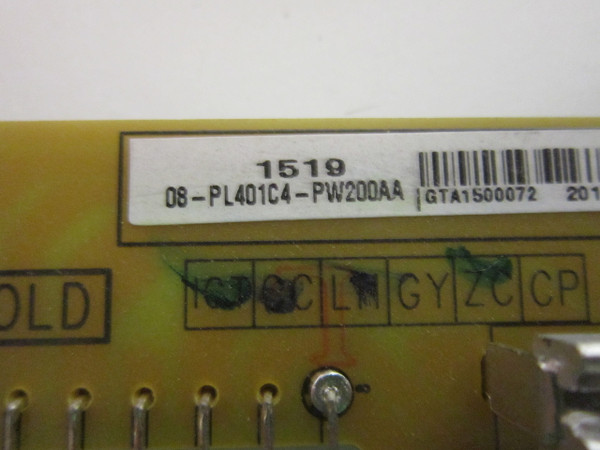 1519
08-PL401C4-PW200AA
GTA1500072 201
OLD
GY ZC CP